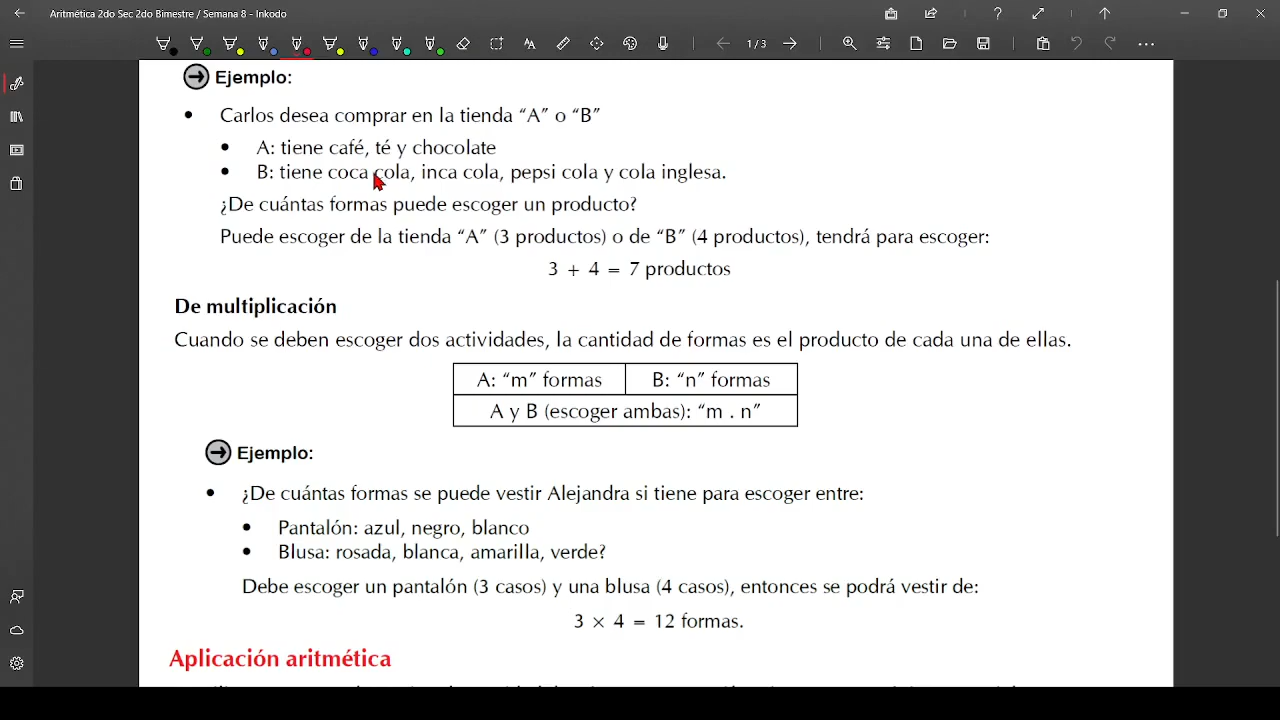 Aritmética 2do Sec 2do Bimestre / Semana 8 - Inkodo
1/3
Ejemplo:
• Carlos desea comprar en la tienda “A” o “B”
• A: tiene café, té y chocolate
• B: tiene coca cola, inca cola, pepsi cola y cola inglesa.
¿De cuántas formas puede escoger un producto?
Puede escoger de la tienda “A” (3 productos) o de “B” (4 productos), tendrá para escoger:
3 + 4 = 7 productos
De multiplicación
Cuando se deben escoger dos actividades, la cantidad de formas es el producto de cada una de ellas.
A: “m” formas B: “n” formas
A y B (escoger ambas): “m . n”
Ejemplo:
• ¿De cuántas formas se puede vestir Alejandra si tiene para escoger entre:
• Pantalón: azul, negro, blanco
• Blusa: rosada, blanca, amarilla, verde?
Debe escoger un pantalón (3 casos) y una blusa (4 casos), entonces se podrá vestir de:
3 × 4 = 12 formas.
Aplicación aritmética